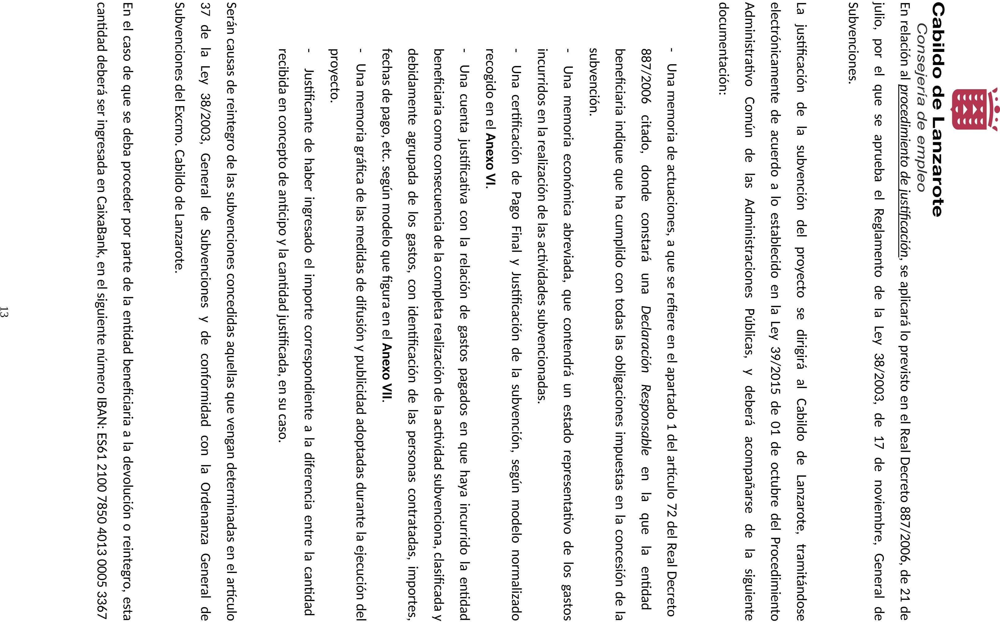 Cabildo de Lanzarote
Consejería de empleo
En relación al procedimiento de justificación, se aplicará lo previsto en el Real Decreto 887/2006, de 21 de
julio, por el que se aprueba el Reglamento de la Ley 38/2003, de 17 de noviembre, General de
Subvenciones.
La justificación de la subvención del proyecto se dirigirá al Cabildo de Lanzarote, tramitándose
electrónicamente de acuerdo a lo establecido en la Ley 39/2015 de 01 de octubre del Procedimiento
Administrativo Común de las Administraciones Públicas, y deberá acompañarse de la siguiente
documentación:
- Una memoria de actuaciones, a que se refiere en el apartado 1 del artículo 72 del Real Decreto
887/2006 citado, donde constará una Declaración Responsable en la que la entidad
beneficiaria indique que ha cumplido con todas las obligaciones impuestas en la concesión de la
subvención.
- Una memoria económica abreviada, que contendrá un estado representativo de los gastos
incurridos en la realización de las actividades subvencionadas.
- Una certificación de Pago Final y Justificación de la subvención, según modelo normalizado
recogido en el Anexo VI.
- Una cuenta justificativa con la relación de gastos pagados en que haya incurrido la entidad
beneficiaria como consecuencia de la completa realización de la actividad subvenciona, clasificada y
debidamente agrupada de los gastos, con identificación de las personas contratadas, importes,
fechas de pago, etc. según modelo que figura en el Anexo VII.
- Una memoria gráfica de las medidas de difusión y publicidad adoptadas durante la ejecución del
proyecto.
- Justificante de haber ingresado el importe correspondiente a la diferencia entre la cantidad
recibida en concepto de anticipo y la cantidad justificada, en su caso.
Serán causas de reintegro de las subvenciones concedidas aquellas que vengan determinadas en el artículo
37 de la Ley 38/2003, General de Subvenciones y de conformidad con la Ordenanza General de
Subvenciones del Excmo. Cabildo de Lanzarote.
En el caso de que se deba proceder por parte de la entidad beneficiaria a la devolución o reintegro, esta
cantidad deberá ser ingresada en CaixaBank, en el siguiente número IBAN: ES61 2100 7850 4013 0005 3367
13